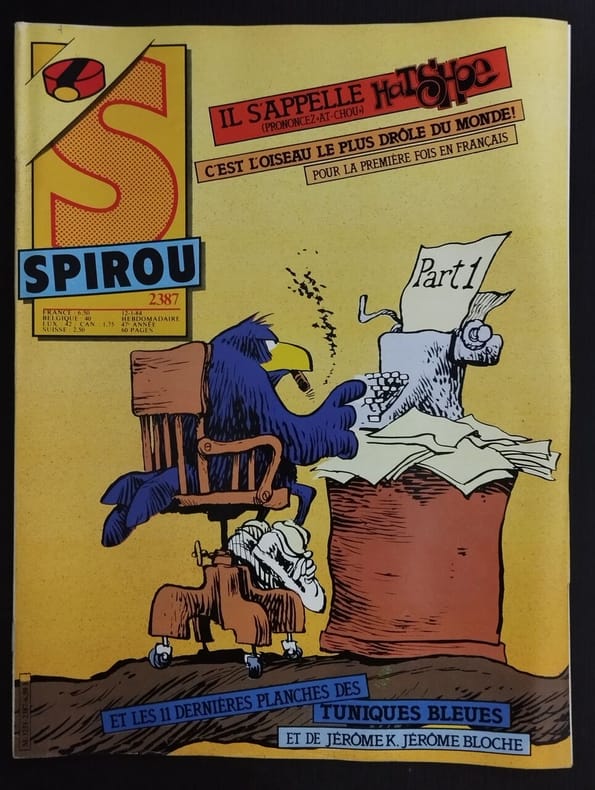 S
SPIROU
2387
FRANCE : 6,50
BELGIQUE : 40
LUX. : 42 CAN. : 1,75
SUISSE : 2,50
12-1-84
HEBDOMADAIRE
47e ANNÉE
60 PAGES
IL S'APPELLE HATSHOE
(PRONONCEZ «AT-CHOU»)
C'EST L'OISEAU LE PLUS DRÔLE DU MONDE!
POUR LA PREMIÈRE FOIS EN FRANÇAIS
Part 1
ET LES 11 DERNIÈRES PLANCHES DES
TUNIQUES BLEUES
ET DE JÉRÔME K. JÉRÔME BLOCHE